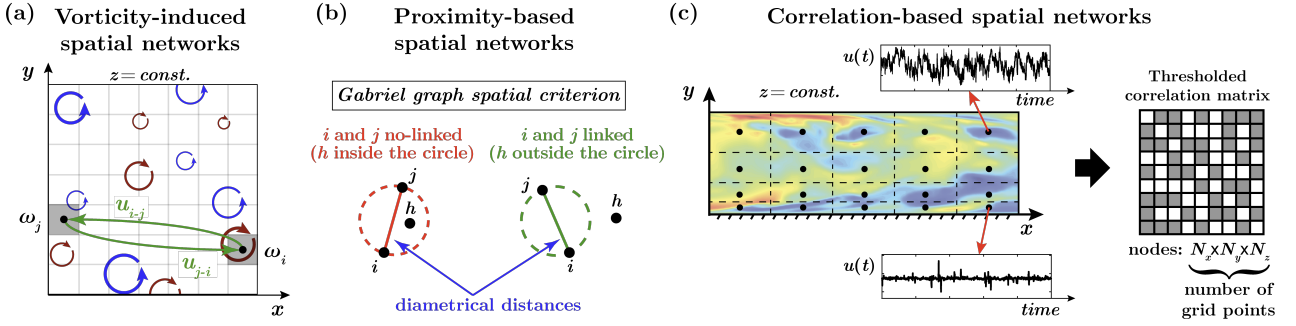 (a)
Vorticity-induced
spatial networks
y
z= const.
ω_j
u_{i-j}
u_{j-i}
ω_i
x
(b)
Proximity-based
spatial networks
Gabriel graph spatial criterion
i and j no-linked
(h inside the circle)
i and j linked
(h outside the circle)
j
h
i
j
h
i
diametrical distances
(c)
Correlation-based spatial networks
u(t)
time
y
z= const.
x
u(t)
time
Thresholded
correlation matrix
nodes: N_x×N_y×N_z
number of
grid points